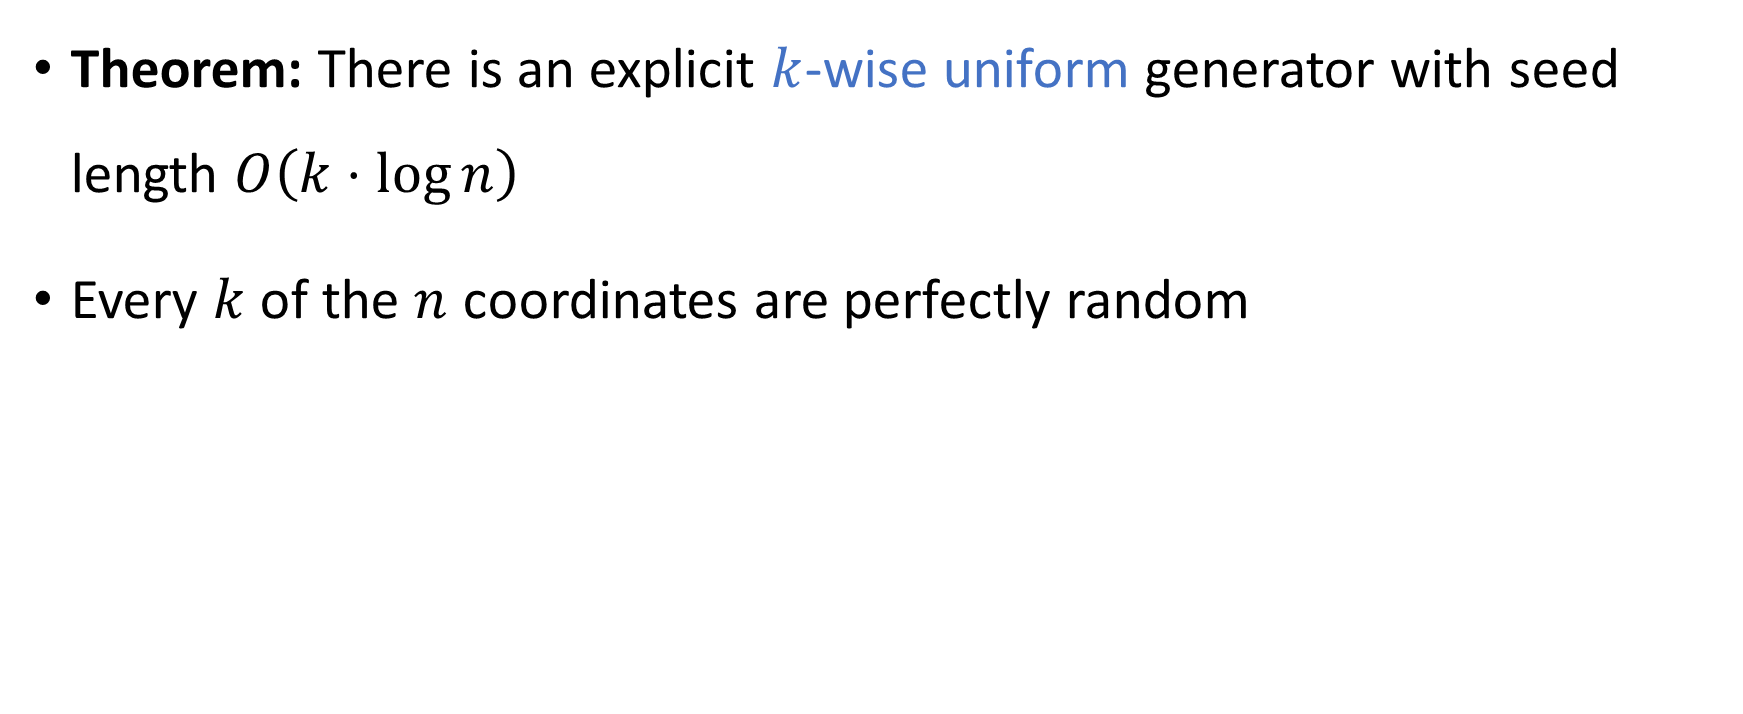 • Theorem: There is an explicit k-wise uniform generator with seed
length O(k · log n)
• Every k of the n coordinates are perfectly random